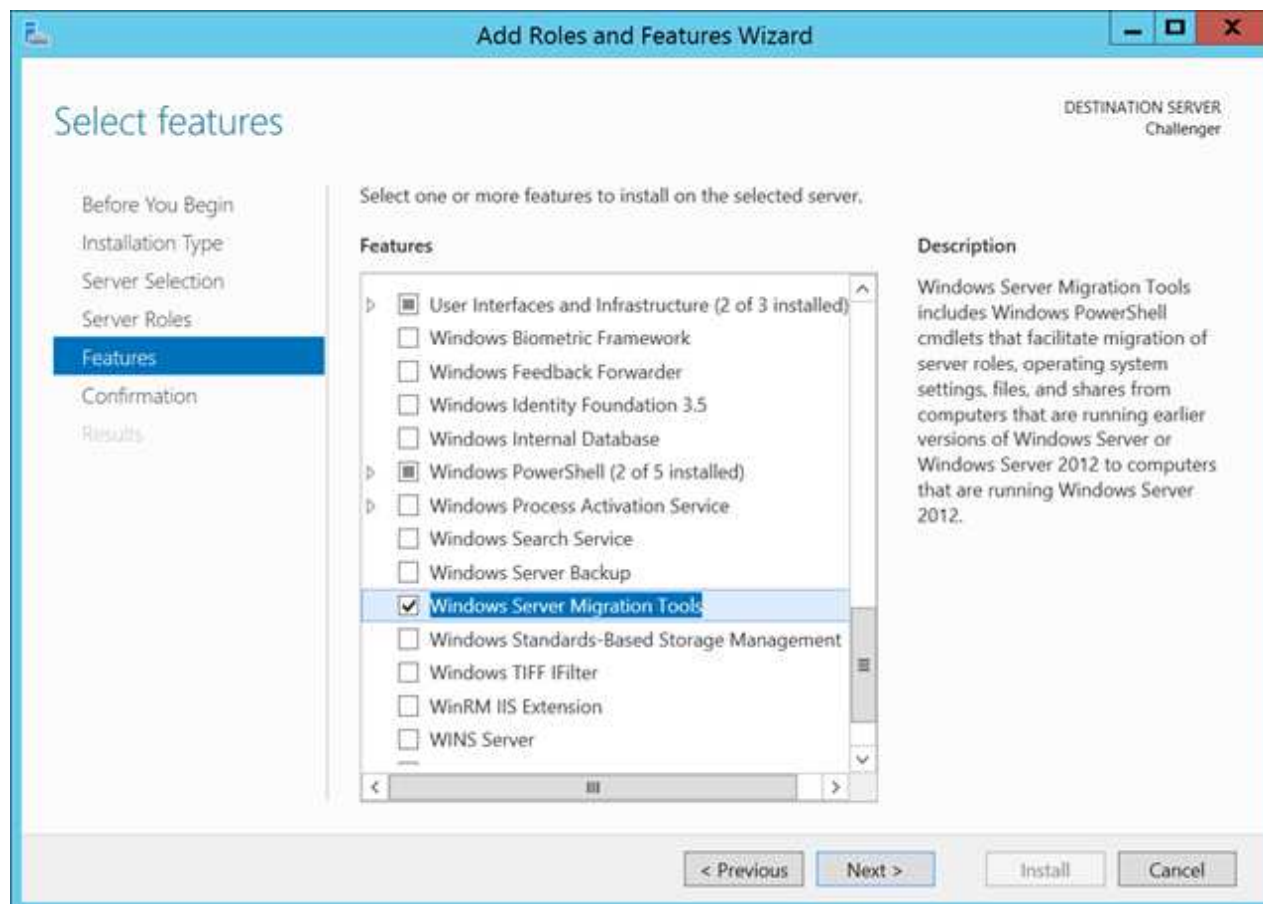 Add Roles and Features Wizard
Select features
DESTINATION SERVER
Challenger
Before You Begin
Installation Type
Server Selection
Server Roles
Features
Confirmation
Results
Select one or more features to install on the selected server.
Features
User Interfaces and Infrastructure (2 of 3 installed)
Windows Biometric Framework
Windows Feedback Forwarder
Windows Identity Foundation 3.5
Windows Internal Database
Windows PowerShell (2 of 5 installed)
Windows Process Activation Service
Windows Search Service
Windows Server Backup
Windows Server Migration Tools
Windows Standards-Based Storage Management
Windows TIFF IFilter
WinRM IIS Extension
WINS Server
Description
Windows Server Migration Tools
includes Windows PowerShell
cmdlets that facilitate migration of
server roles, operating system
settings, files, and shares from
computers that are running earlier
versions of Windows Server or
Windows Server 2012 to computers
that are running Windows Server
2012.
< Previous
Next >
Install
Cancel